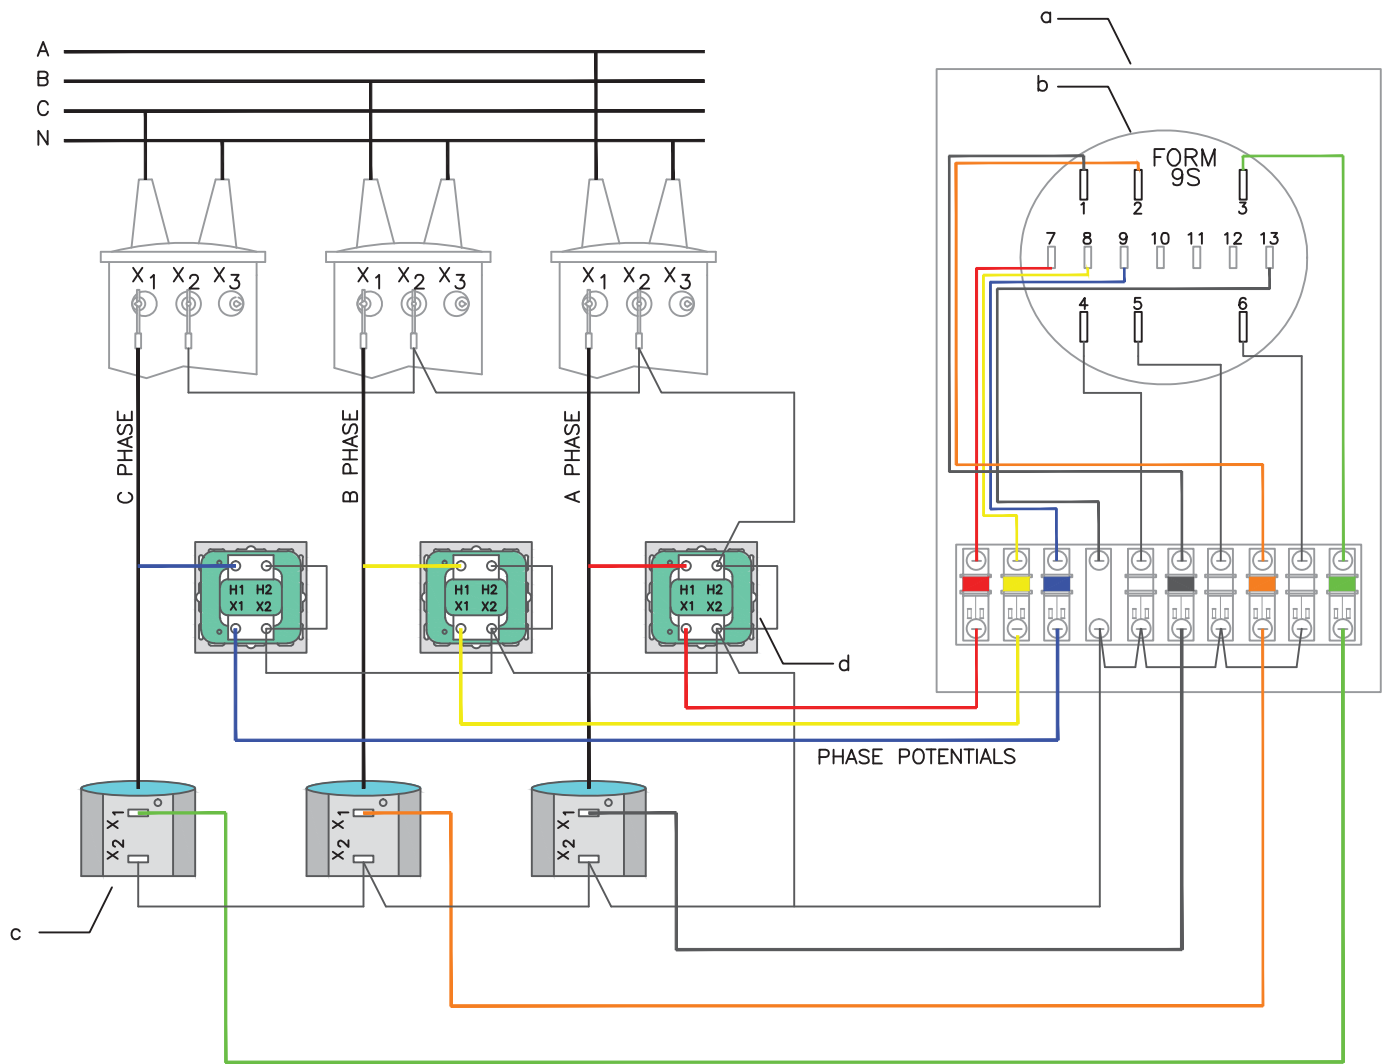 a
A
B
C
N
b
FORM
9S
1 2 3
7 8 9 10 11 12 13
4 5 6
X1 X2 X3
X1 X2 X3
X1 X2 X3
C PHASE
B PHASE
A PHASE
H1 H2
X1 X2
H1 H2
X1 X2
H1 H2
X1 X2
d
PHASE POTENTIALS
X1
X2
X1
X2
X1
X2
c